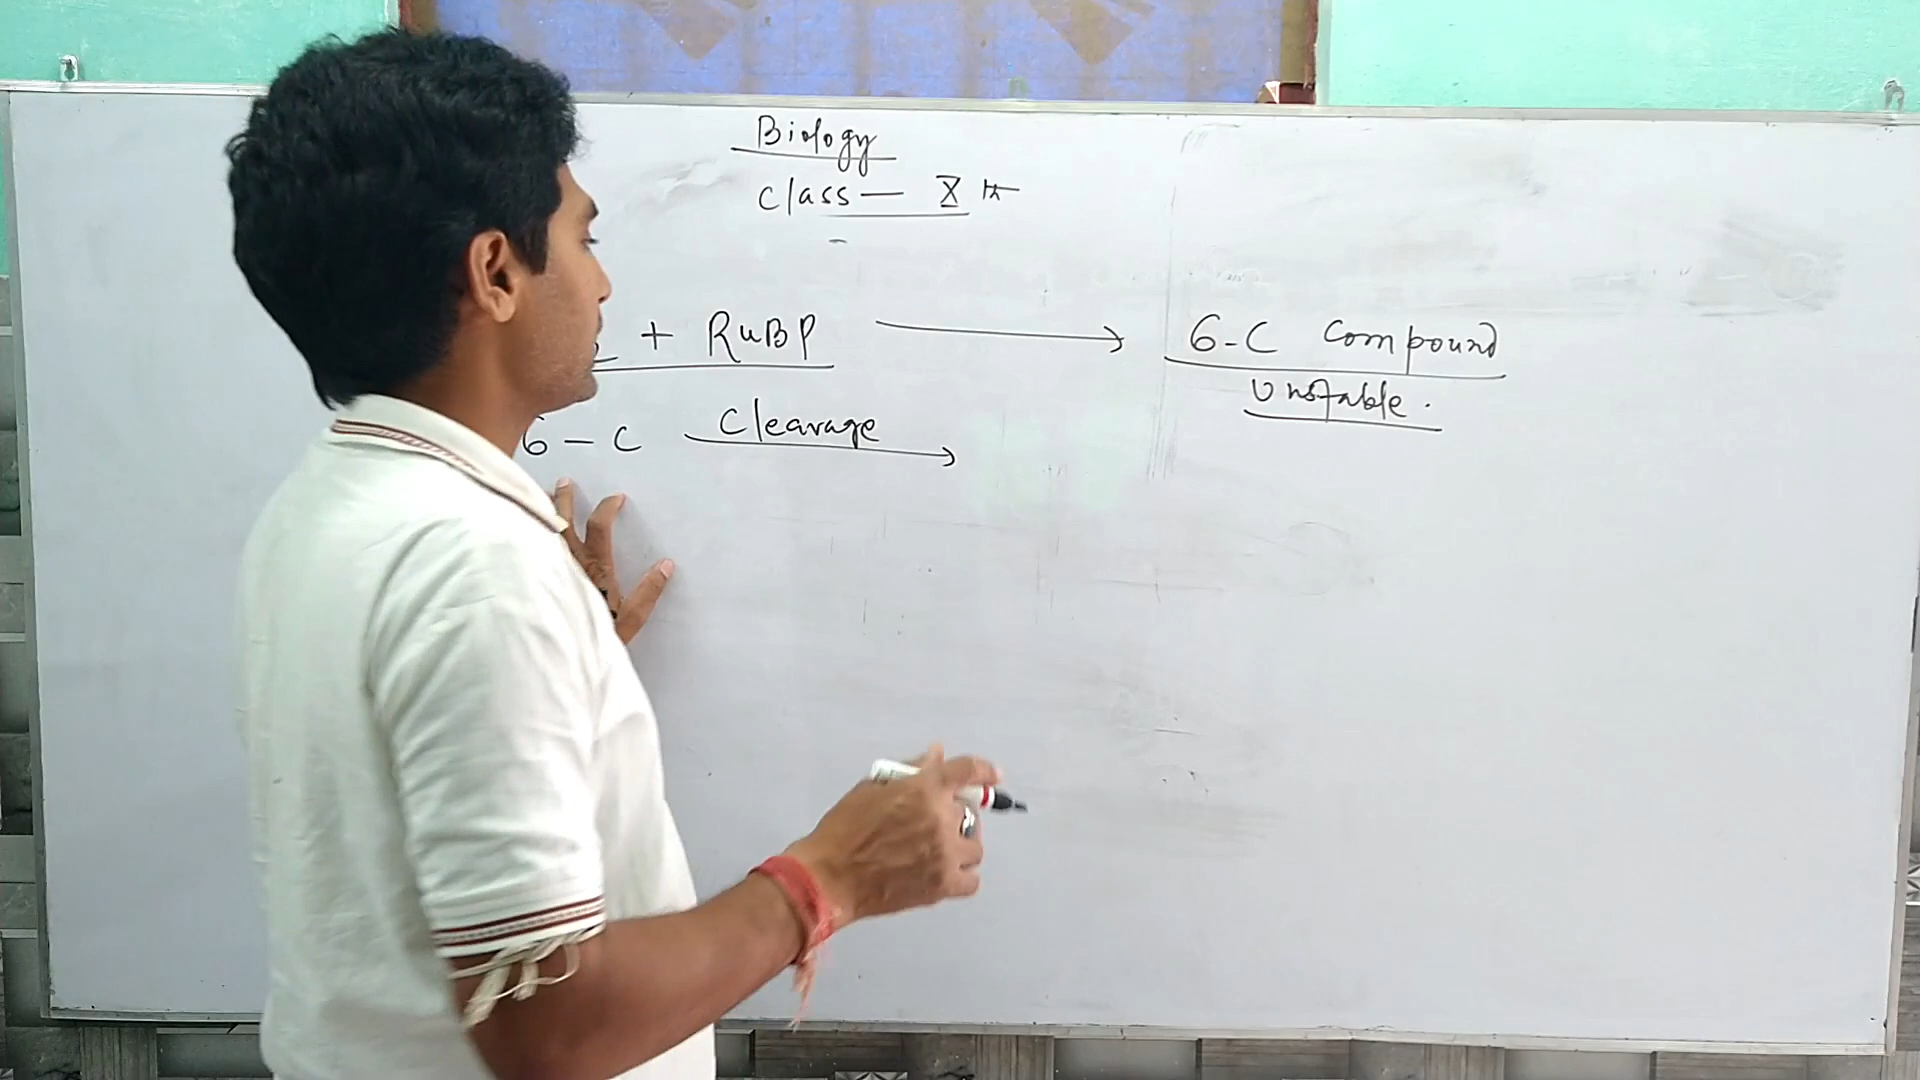 Biology
Class — X th
+ RuBP → 6-C Compound
Unstable.
6 - C Cleavage →